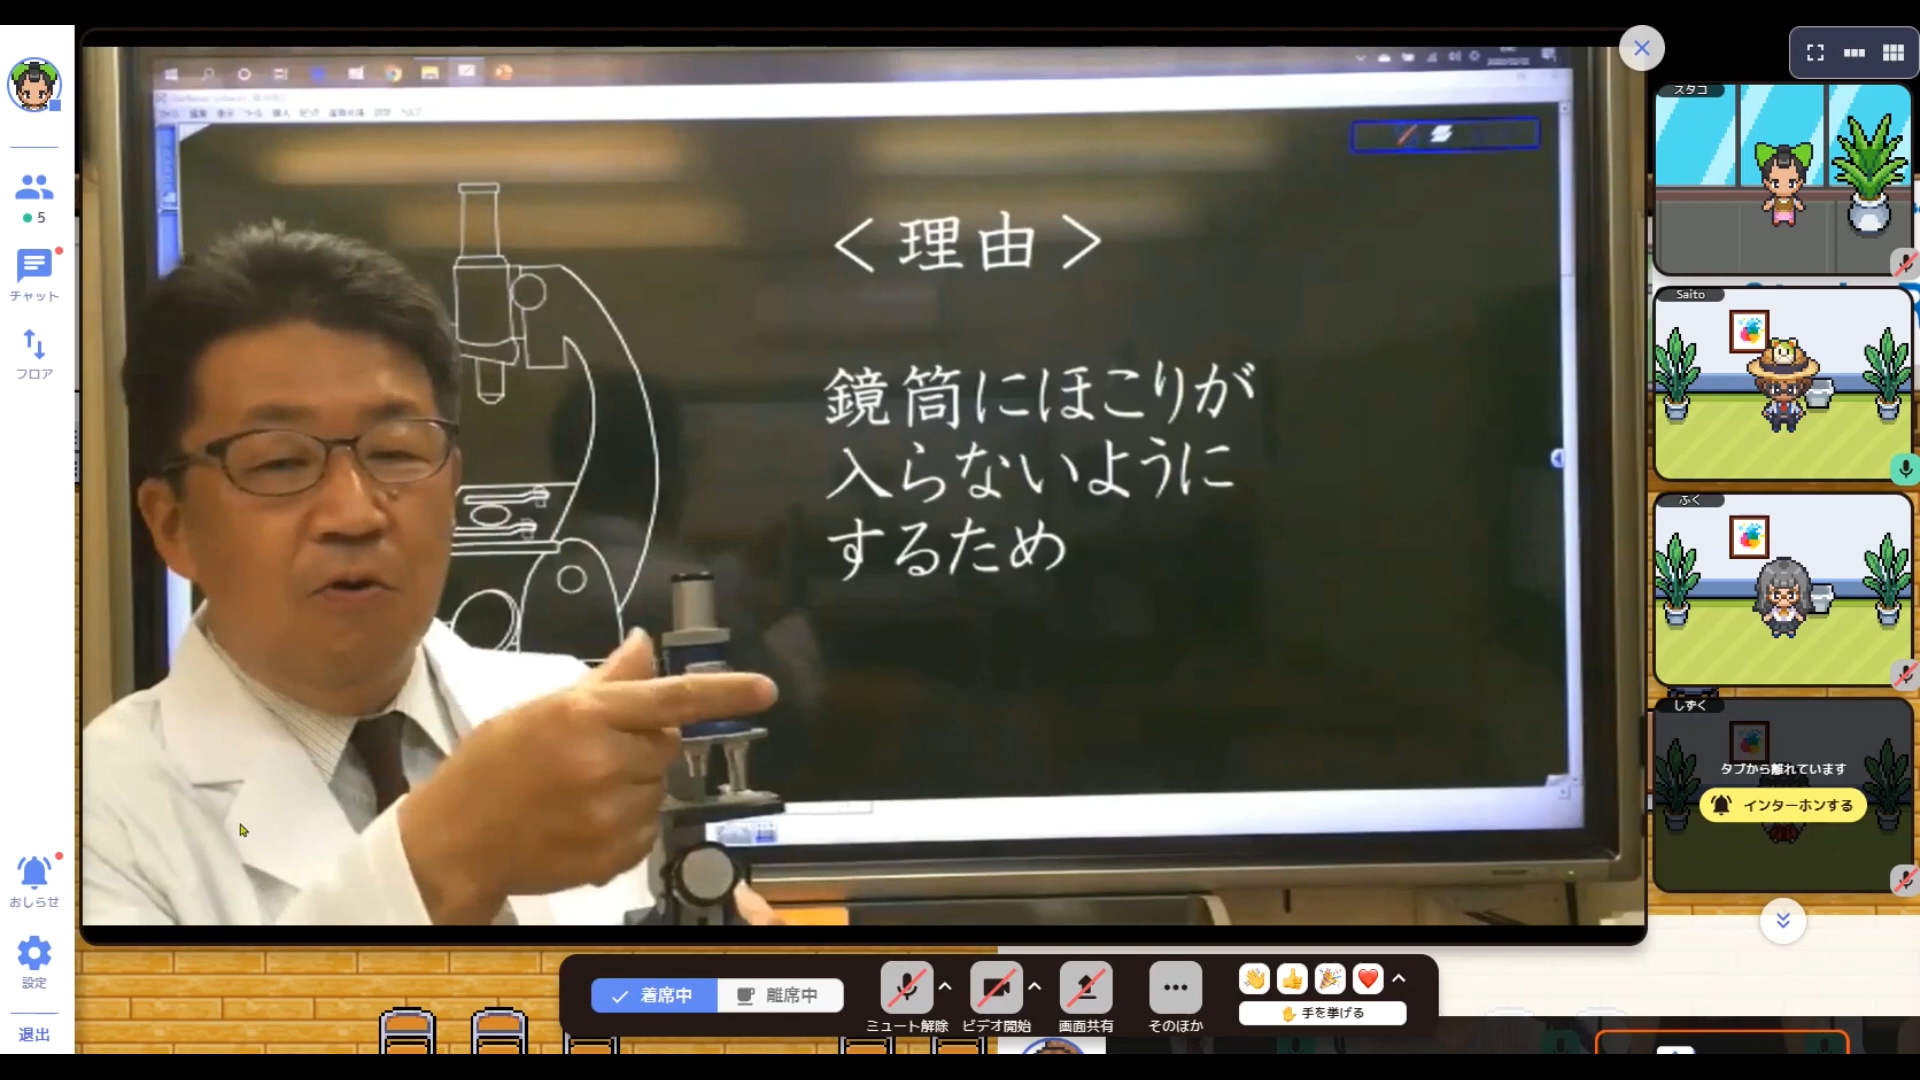 5
チャット
フロア
おしらせ
設定
退出
<理由>
鏡筒にほこりが
入らないように
するため
スタコ
Saito
ふく
しずく
タブから離れています
インターホンする
着席中
離席中
ミュート解除
ビデオ開始
画面共有
そのほか
手を挙げる